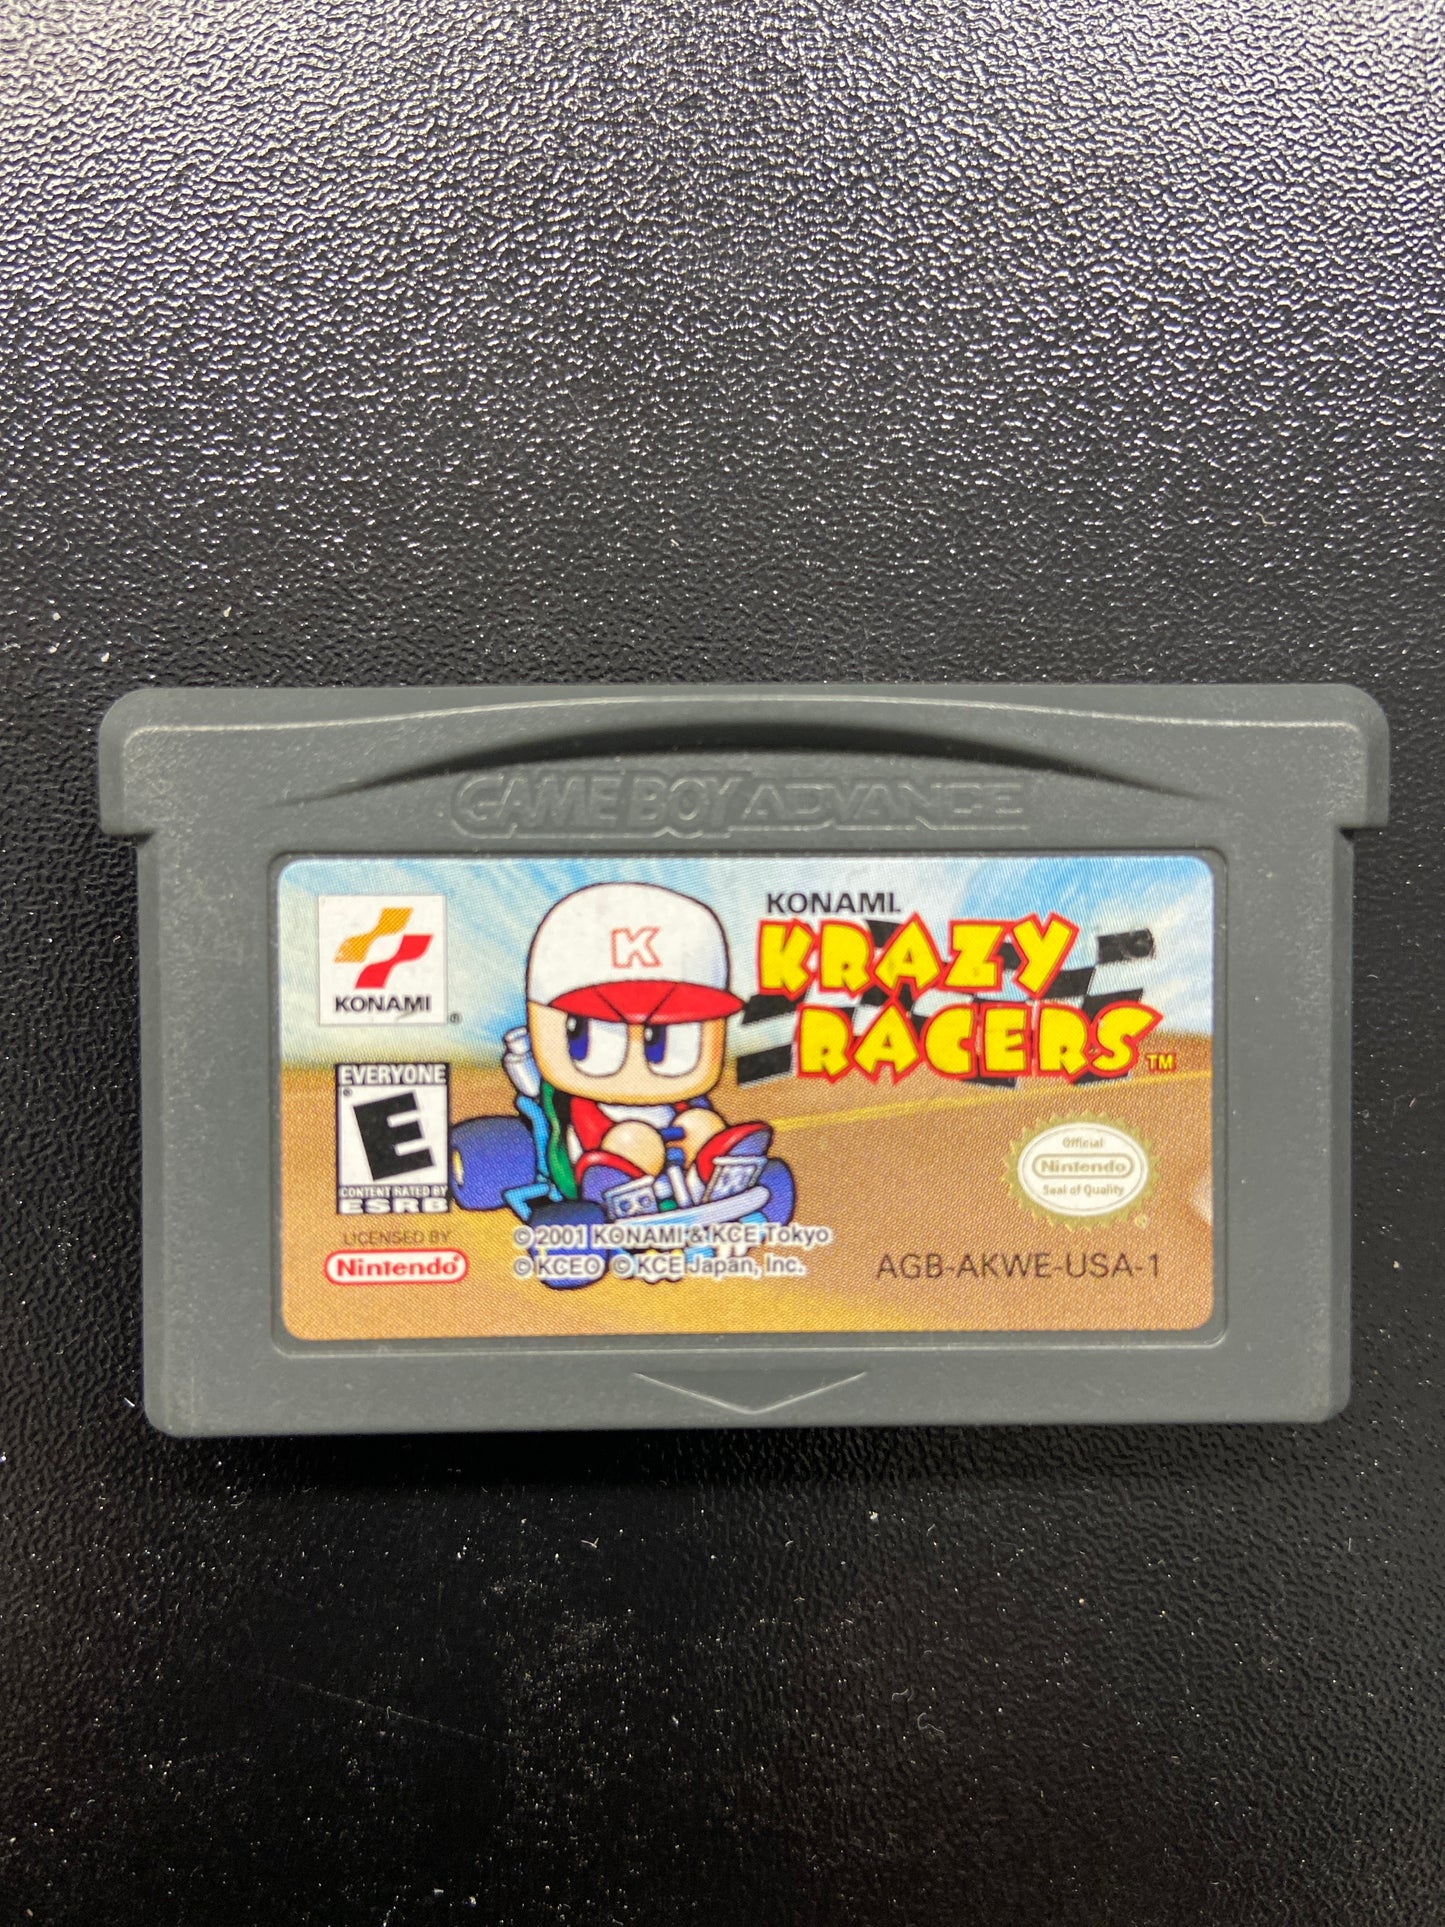 GAME BOY ADVANCE
KONAMI
®
K
KONAMI.
KRAZY
RACERS
TM
EVERYONE
®
E
CONTENT RATED BY
ESRB
Official
Nintendo
Seal of Quality
®
LICENSED BY
Nintendo®
© 2001 KONAMI & KCE Tokyo
© KCEO © KCE Japan, Inc.
AGB-AKWE-USA-1